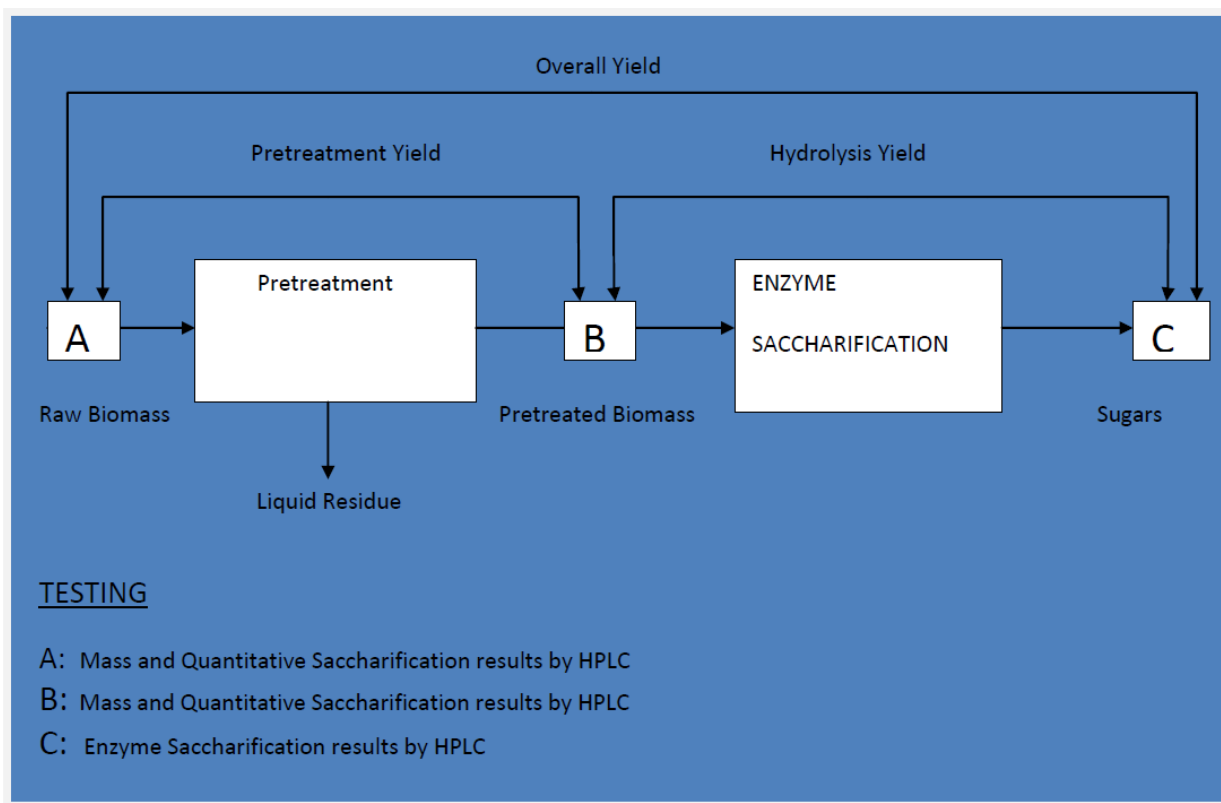 Overall Yield
Pretreatment Yield
Hydrolysis Yield
Pretreatment
ENZYME
SACCHARIFICATION
A
B
C
Raw Biomass
Pretreated Biomass
Sugars
Liquid Residue
TESTING
A: Mass and Quantitative Saccharification results by HPLC
B: Mass and Quantitative Saccharification results by HPLC
C: Enzyme Saccharification results by HPLC